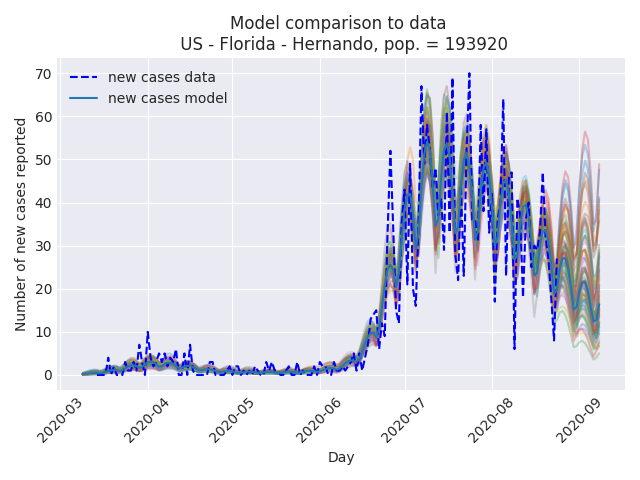 Model comparison to data
US - Florida - Hernando, pop. = 193920
new cases data
new cases model
Number of new cases reported
70
60
50
40
30
20
10
0
2020-03
2020-04
2020-05
2020-06
2020-07
2020-08
2020-09
Day